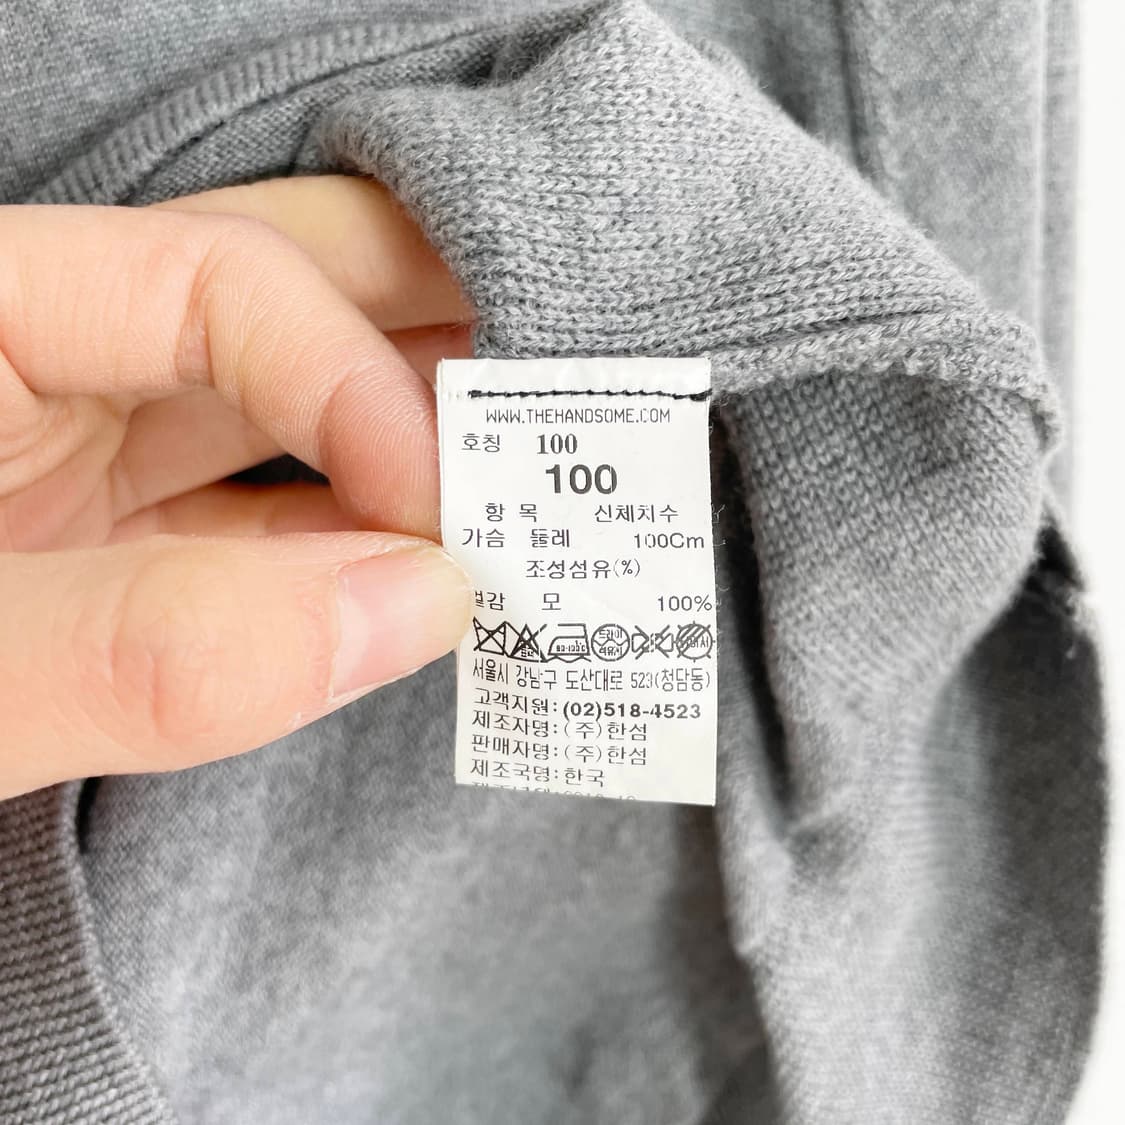 WWW.THEHANDSOME.COM
호칭 100
100
항 목 신체치수
가슴 둘레 100Cm
조성섬유(%)
겉감 모 100%
드라이
서울시 강남구 도산대로 523(청담동)
고객지원:(02)518-4523
제조자명:(주)한섬
판매자명:(주)한섬
제조국명:한국